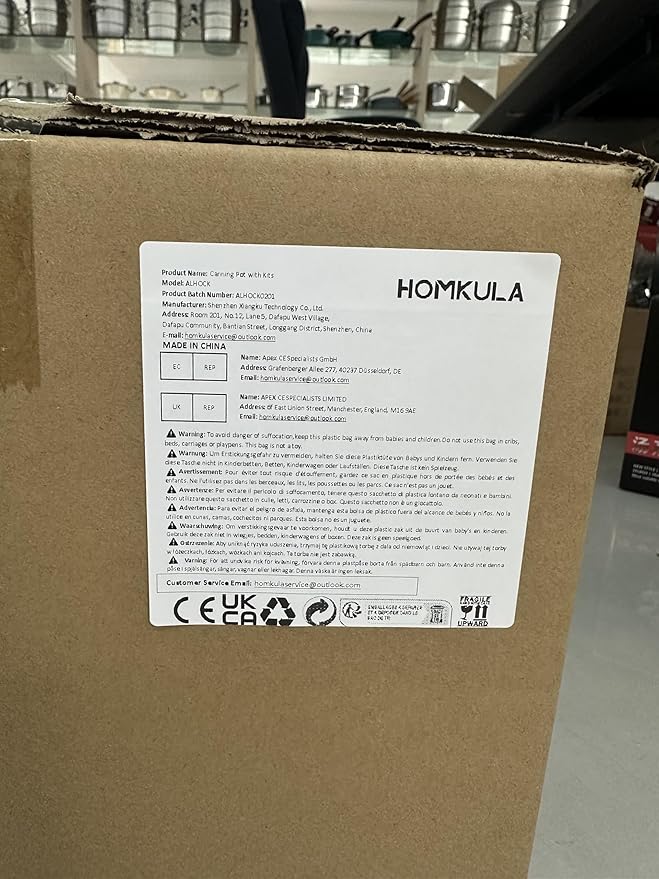 HOMKULA
Product Name: Canning Pot with Kits
Model: ALHOCK
Product Batch Number: ALHOCK0201
Manufacturer: Shenzhen Xiangku Technology Co., Ltd.
Address: Room 201, No.12, Lane 5, Dafapu West Village,
Dafapu Community, Bantian Street, Longgang District, Shenzhen, China
E-mail: homkulaservice@outlook.com
MADE IN CHINA
EC REP
Name: Apex CE Specialists GmbH
Address: Grafenberger Allee 277, 40237 Düsseldorf, DE
Email: homkulaservice@outlook.com
UK REP
Name: APEX CE SPECIALISTS LIMITED
Address: 6f East Union Street, Manchester, England, M16 9AE
Email: homkulaservice@outlook.com
Warning: To avoid danger of suffocation, keep this plastic bag away from babies and children. Do not use this bag in cribs,
beds, carriages or playpens. This bag is not a toy.
Warnung: Um Erstickungsgefahr zu vermeiden, halten Sie diese Plastiktüte von Babys und Kindern fern. Verwenden Sie
diese Tasche nicht in Kinderbetten, Betten, Kinderwagen oder Laufställen. Diese Tasche ist kein Spielzeug.
Avertissement: Pour éviter tout risque d'étouffement, gardez ce sac en plastique hors de portée des bébés et des
enfants. Ne l'utilisez pas dans les berceaux, les lits, les poussettes ou les parcs. Ce sac n'est pas un jouet.
Avvertenza: Per evitare il pericolo di soffocamento, tenere questo sacchetto di plastica lontano da neonati e bambini.
Non utilizzare questo sacchetto in culle, letti, carrozzine o box. Questo sacchetto non è un giocattolo.
Advertencia: Para evitar el peligro de asfixia, mantenga esta bolsa de plástico fuera del alcance de bebés y niños. No la
utilice en cunas, camas, cochecitos ni parques. Esta bolsa no es un juguete.
Waarschuwing: Om verstikkingsgevaar te voorkomen, houdt u deze plastic zak uit de buurt van baby's en kinderen.
Gebruik deze zak niet in wiegjes, bedden, kinderwagens of boxen. Deze zak is geen speelgoed.
Ostrzeżenie: Aby uniknąć ryzyka uduszenia, trzymaj tę plastikową torbę z dala od niemowląt i dzieci. Nie używaj tej torby
w łóżeczkach, łóżkach, wózkach ani kojcach. Ta torba nie jest zabawką.
Varning: För att undvika risk för kvävning, förvara denna plastpåse borta från spädbarn och barn. Använd inte denna
påse i spjälsängar, sängar, vagnar eller lekhagar. Denna väska är ingen leksak.
Customer Service Email: homkulaservice@outlook.com
CE
UK
CA
FRAGILE
UPWARD